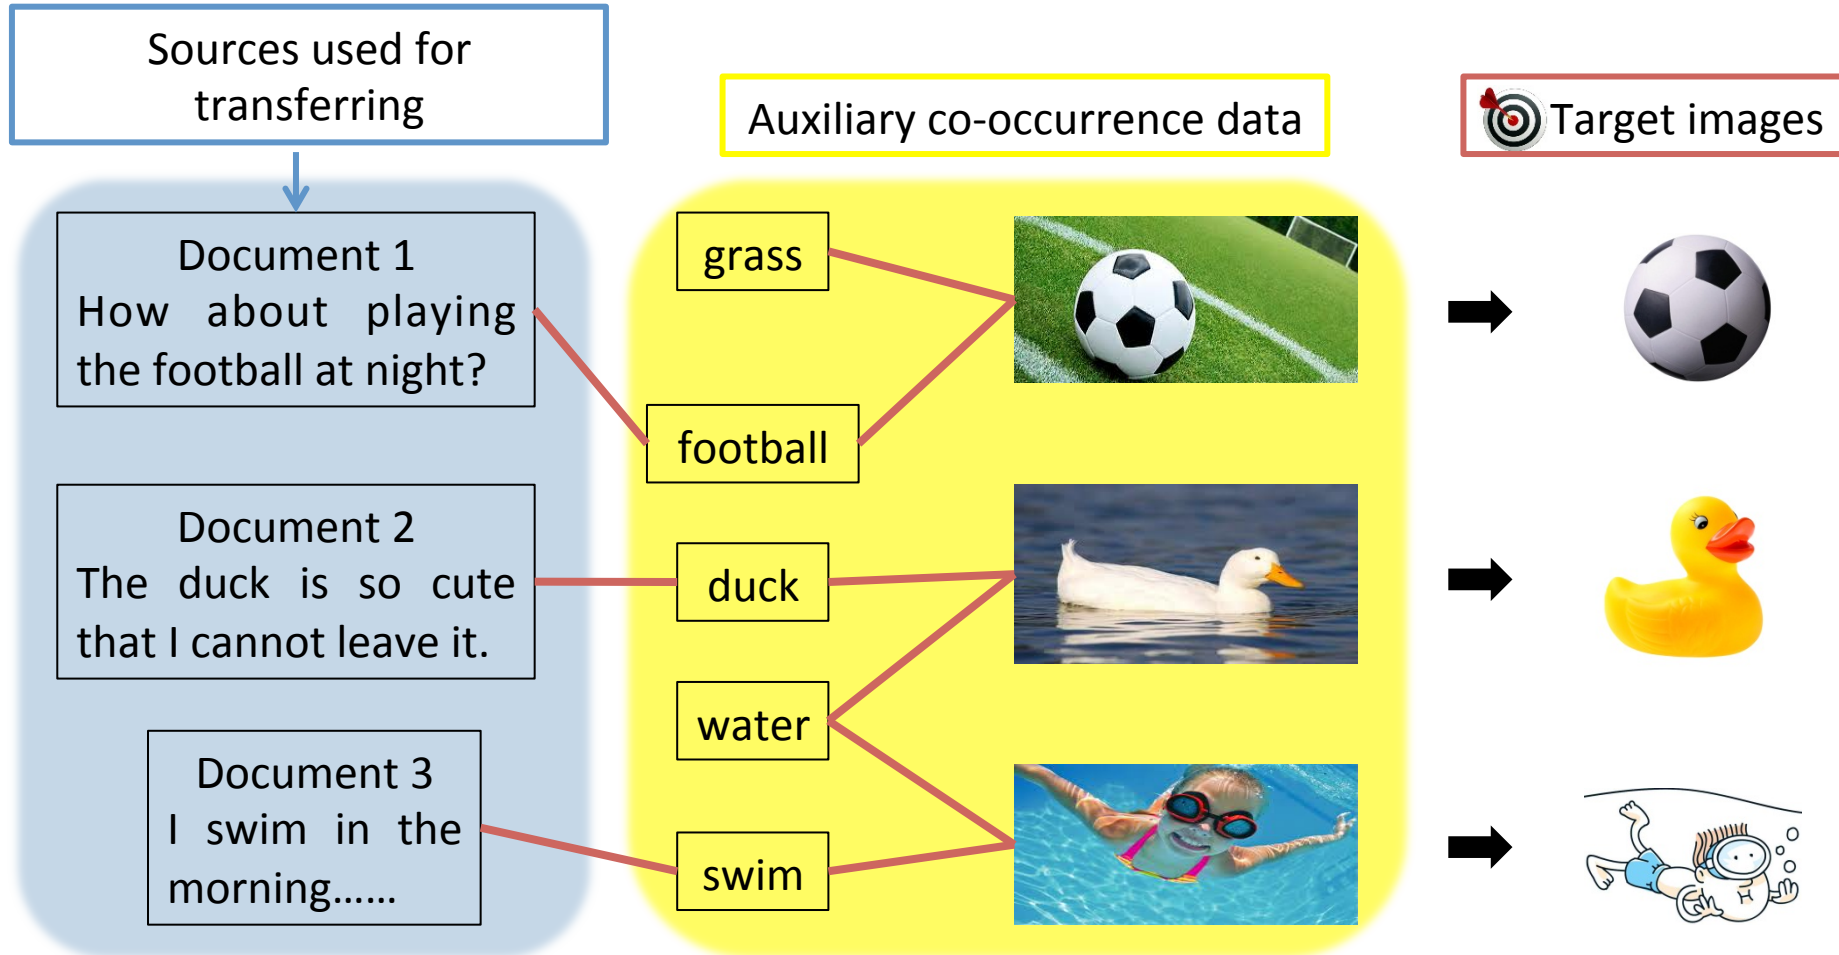 Sources used for
transferring
Auxiliary co-occurrence data
Target images
Document 1
How about playing
the football at night?
Document 2
The duck is so cute
that I cannot leave it.
Document 3
I swim in the
morning......
grass
football
duck
water
swim